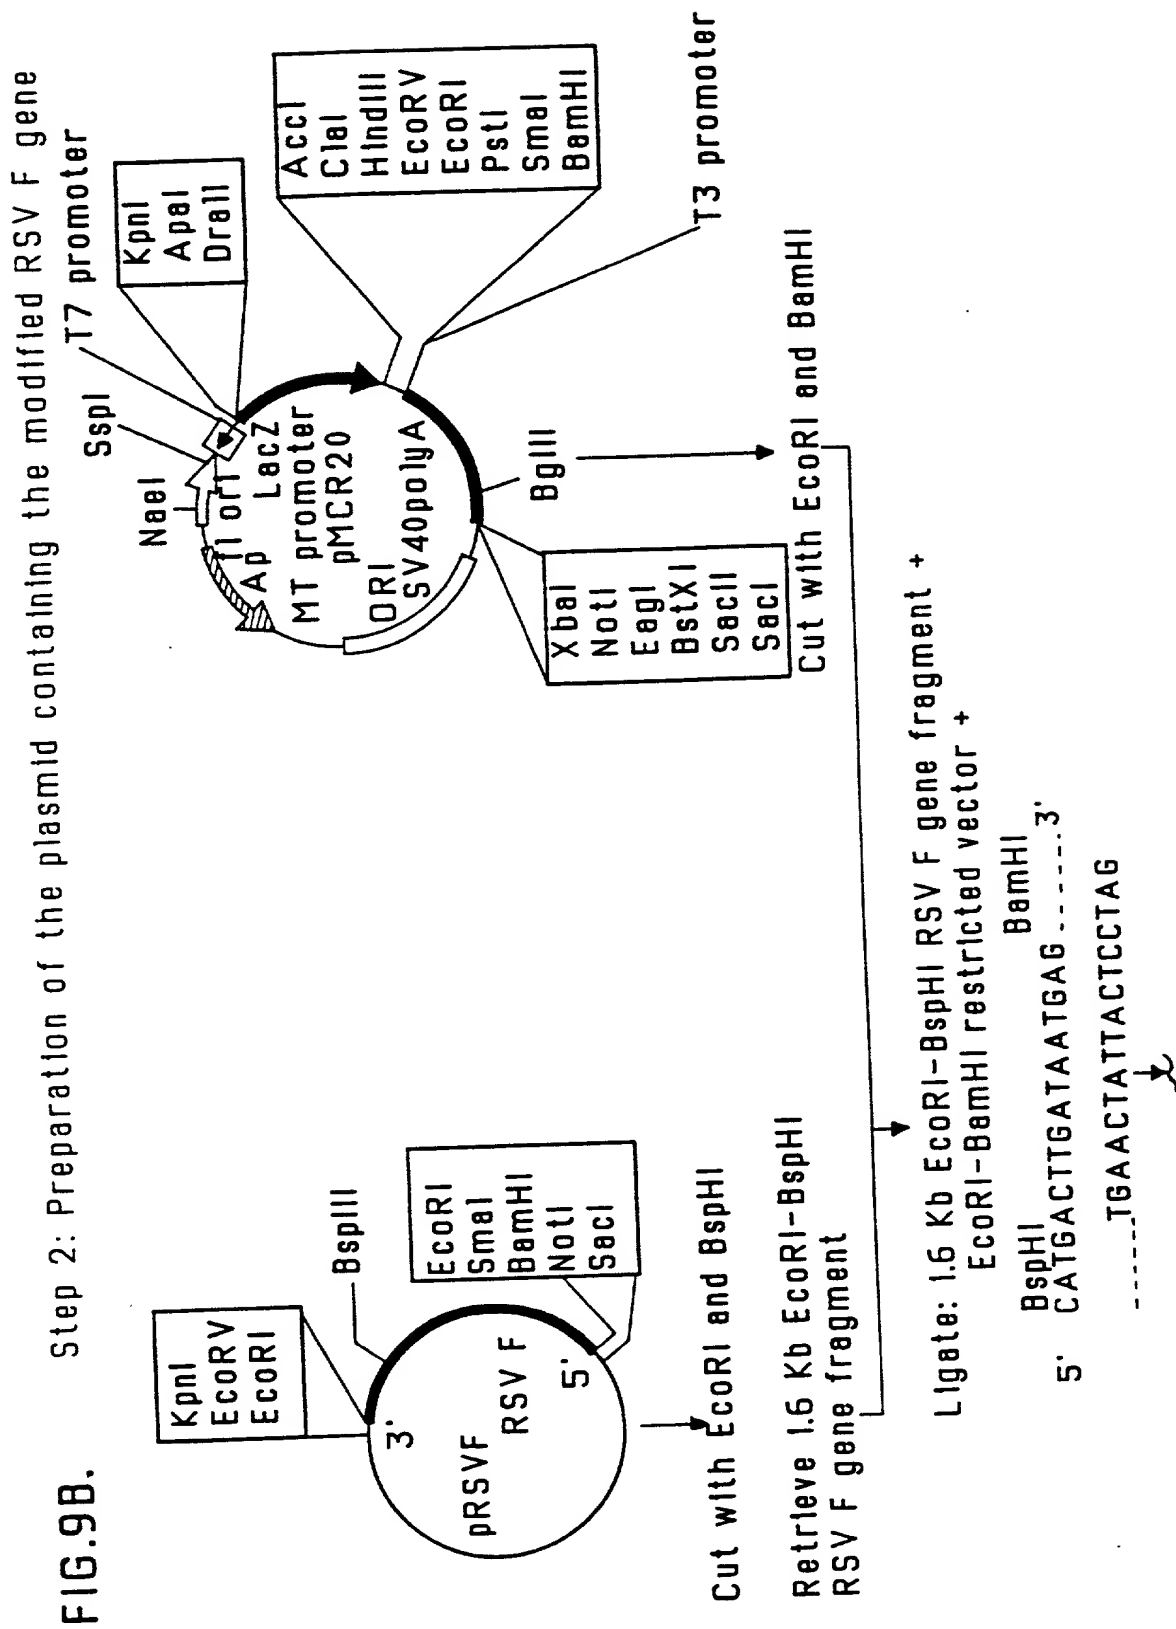 FIG.9B.
Step 2: Preparation of the plasmid containing the modified RSV F gene
KpnI
EcoRV
EcoRI
3'
BspIII
pRSVF
RSV F
5'
EcoRI
SmaI
BamHI
NotI
SacI
Cut with EcoRI and BspHI
Retrieve 1.6 Kb EcoRI-BspHI
RSV F gene fragment
NaeI
SspI
T7 promoter
KpnI
ApaI
DraII
f1 ori
Ap
LacZ
MT promoter
pMCR20
ORI
SV40polyA
AccI
ClaI
HindIII
EcoRV
EcoRI
PstI
SmaI
BamHI
T3 promoter
BglII
XbaI
NotI
EagI
BstXI
SacII
SacI
Cut with EcoRI and BamHI
Ligate: 1.6 Kb EcoRI-BspHI RSV F gene fragment +
EcoRI-BamHI restricted vector +
BspHI BamHI
5' CATGACTTGATAATGAG------3'
------TGAACTATTACTCCTAG